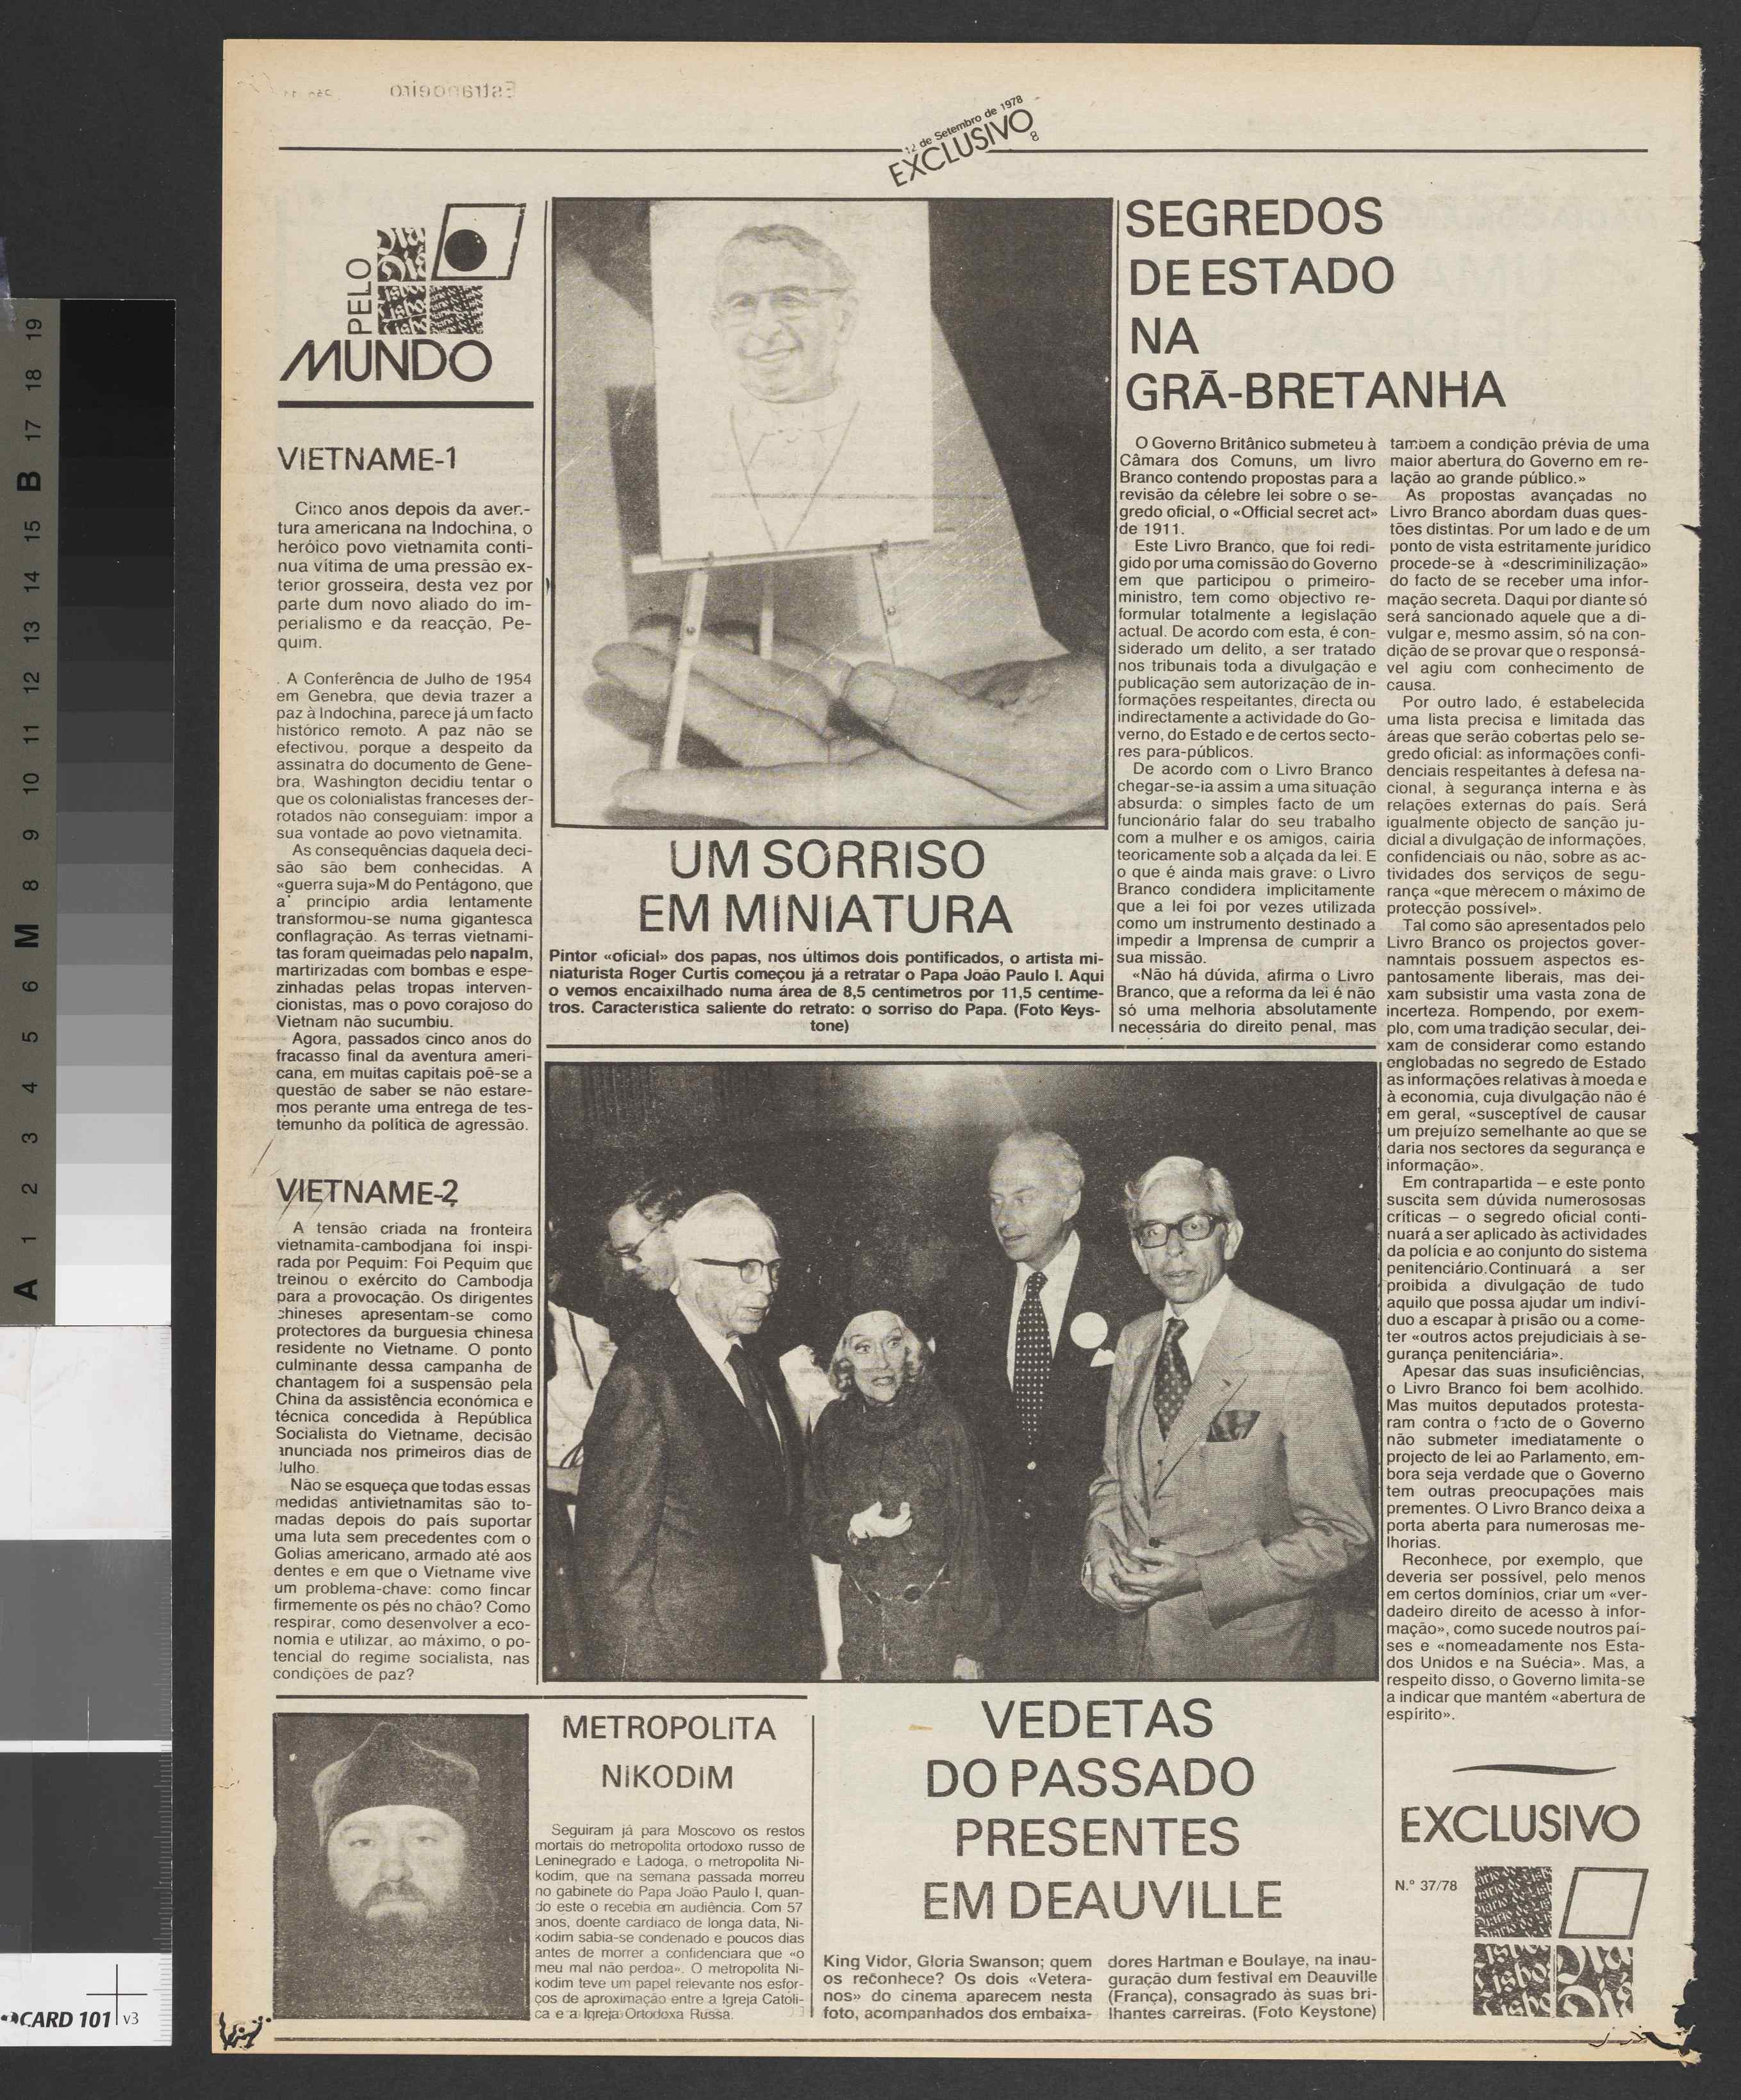 12 de Setembro de 1978
EXCLUSIVO
8
PELO
MUNDO
VIETNAME-1
Cinco anos depois da aven-
tura americana na Indochina, o
heróico povo vietnamita conti-
nua vítima de uma pressão ex-
terior grosseira, desta vez por
parte dum novo aliado do im-
perialismo e da reacção, Pe-
quim.
A Conferência de Julho de 1954
em Genebra, que devia trazer a
paz à Indochina, parece já um facto
histórico remoto. A paz não se
efectivou, porque a despeito da
assinatra do documento de Gene-
bra, Washington decidiu tentar o
que os colonialistas franceses der-
rotados não conseguiam: impor a
sua vontade ao povo vietnamita.
As consequências daquela deci-
são são bem conhecidas. A
«guerra suja»M do Pentágono, que
a princípio ardia lentamente
transformou-se numa gigantesca
conflagração. As terras vietnami-
tas foram queimadas pelo napalm,
martirizadas com bombas e espe-
zinhadas pelas tropas interven-
cionistas, mas o povo corajoso do
Vietnam não sucumbiu.
Agora, passados cinco anos do
fracasso final da aventura ameri-
cana, em muitas capitais poê-se a
questão de saber se não estare-
mos perante uma entrega de tes-
temunho da política de agressão.
VIETNAME-2
A tensão criada na fronteira
vietnamita-cambodjana foi inspi-
rada por Pequim: Foi Pequim que
treinou o exército do Cambodja
para a provocação. Os dirigentes
chineses apresentam-se como
protectores da burguesia chinesa
residente no Vietname. O ponto
culminante dessa campanha de
chantagem foi a suspensão pela
China da assistência económica e
técnica concedida à República
Socialista do Vietname, decisão
anunciada nos primeiros dias de
Julho.
Não se esqueça que todas essas
medidas antivietnamitas são to-
madas depois do país suportar
uma luta sem precedentes com o
Golias americano, armado até aos
dentes e em que o Vietname vive
um problema-chave: como fincar
firmemente os pés no chão? Como
respirar, como desenvolver a eco-
nomia e utilizar, ao máximo, o po-
tencial do regime socialista, nas
condições de paz?
UM SORRISO
EM MINIATURA
Pintor «oficial» dos papas, nos últimos dois pontificados, o artista mi-
niaturista Roger Curtis começou já a retratar o Papa João Paulo I. Aqui
o vemos encaixilhado numa área de 8,5 centímetros por 11,5 centíme-
tros. Característica saliente do retrato: o sorriso do Papa. (Foto Keys-
tone)
SEGREDOS
DE ESTADO
NA
GRÃ-BRETANHA
O Governo Britânico submeteu à
Câmara dos Comuns, um livro
Branco contendo propostas para a
revisão da célebre lei sobre o se-
gredo oficial, o «Official secret act»
de 1911.
Este Livro Branco, que foi redi-
gido por uma comissão do Governo
em que participou o primeiro-
ministro, tem como objectivo re-
formular totalmente a legislação
actual. De acordo com esta, é con-
siderado um delito, a ser tratado
nos tribunais toda a divulgação e
publicação sem autorização de in-
formações respeitantes, directa ou
indirectamente a actividade do Go-
verno, do Estado e de certos secto-
res para-públicos.
De acordo com o Livro Branco
chegar-se-ia assim a uma situação
absurda: o simples facto de um
funcionário falar do seu trabalho
com a mulher e os amigos, cairia
teoricamente sob a alçada da lei. E
o que é ainda mais grave: o Livro
Branco condidera implicitamente
que a lei foi por vezes utilizada
como um instrumento destinado a
impedir a Imprensa de cumprir a
sua missão.
«Não há dúvida, afirma o Livro
Branco, que a reforma da lei é não
só uma melhoria absolutamente
necessária do direito penal, mas
também a condição prévia de uma
maior abertura do Governo em re-
lação ao grande público.»
As propostas avançadas no
Livro Branco abordam duas ques-
tões distintas. Por um lado e de um
ponto de vista estritamente jurídico
procede-se à «descriminilização»
do facto de se receber uma infor-
mação secreta. Daqui por diante só
será sancionado aquele que a di-
vulgar e, mesmo assim, só na con-
dição de se provar que o responsá-
vel agiu com conhecimento de
causa.
Por outro lado, é estabelecida
uma lista precisa e limitada das
áreas que serão cobertas pelo se-
gredo oficial: as informações confi-
denciais respeitantes à defesa na-
cional, à segurança interna e às
relações externas do país. Será
igualmente objecto de sanção ju-
dicial a divulgação de informações,
confidenciais ou não, sobre as ac-
tividades dos serviços de segu-
rança «que mèrecem o máximo de
protecção possível».
Tal como são apresentados pelo
Livro Branco os projectos gover-
namntais possuem aspectos es-
pantosamente liberais, mas dei-
xam subsistir uma vasta zona de
incerteza. Rompendo, por exem-
plo, com uma tradição secular, dei-
xam de considerar como estando
englobadas no segredo de Estado
as informações relativas à moeda e
à economia, cuja divulgação não é
em geral, «susceptível de causar
um prejuízo semelhante ao que se
daria nos sectores da segurança e
informação».
Em contrapartida – e este ponto
suscita sem dúvida numerososas
críticas – o segredo oficial conti-
nuará a ser aplicado às actividades
da polícia e ao conjunto do sistema
penitenciário.Continuará a ser
proibida a divulgação de tudo
aquilo que possa ajudar um indiví-
duo a escapar à prisão ou a come-
ter «outros actos prejudiciais à se-
gurança penitenciária».
Apesar das suas insuficiências,
o Livro Branco foi bem acolhido.
Mas muitos deputados protesta-
ram contra o facto de o Governo
não submeter imediatamente o
projecto de lei ao Parlamento, em-
bora seja verdade que o Governo
tem outras preocupações mais
prementes. O Livro Branco deixa a
porta aberta para numerosas me-
lhorias.
Reconhece, por exemplo, que
deveria ser possível, pelo menos
em certos domínios, criar um «ver-
dadeiro direito de acesso à infor-
mação», como sucede noutros paí-
ses e «nomeadamente nos Esta-
dos Unidos e na Suécia». Mas, a
respeito disso, o Governo limita-se
a indicar que mantém «abertura de
espírito».
METROPOLITA
NIKODIM
Seguiram já para Moscovo os restos
mortais do metropolita ortodoxo russo de
Leninegrado e Ladoga, o metropolita Ni-
kodim, que na semana passada morreu
no gabinete do Papa João Paulo I, quan-
do este o recebia em audiência. Com 57
anos, doente cardíaco de longa data, Ni-
kodim sabia-se condenado e poucos dias
antes de morrer a confidenciara que «o
meu mal não perdoa». O metropolita Ni-
kodim teve um papel relevante nos esfor-
ços de aproximação entre a Igreja Católi-
ca e a Igreja Ortodoxa Russa.
VEDETAS
DO PASSADO
PRESENTES
EM DEAUVILLE
King Vidor, Gloria Swanson; quem
os reconhece? Os dois «Vetera-
nos» do cinema aparecem nesta
foto, acompanhados dos embaixa-
dores Hartman e Boulaye, na inau-
guração dum festival em Deauville
(França), consagrado às suas bri-
lhantes carreiras. (Foto Keystone)
EXCLUSIVO
N.º 37/78
A 1 2 3 4 5 6 M 8 9 10 11 12 13 14 15 B 17 18 19
CARD 101 v3